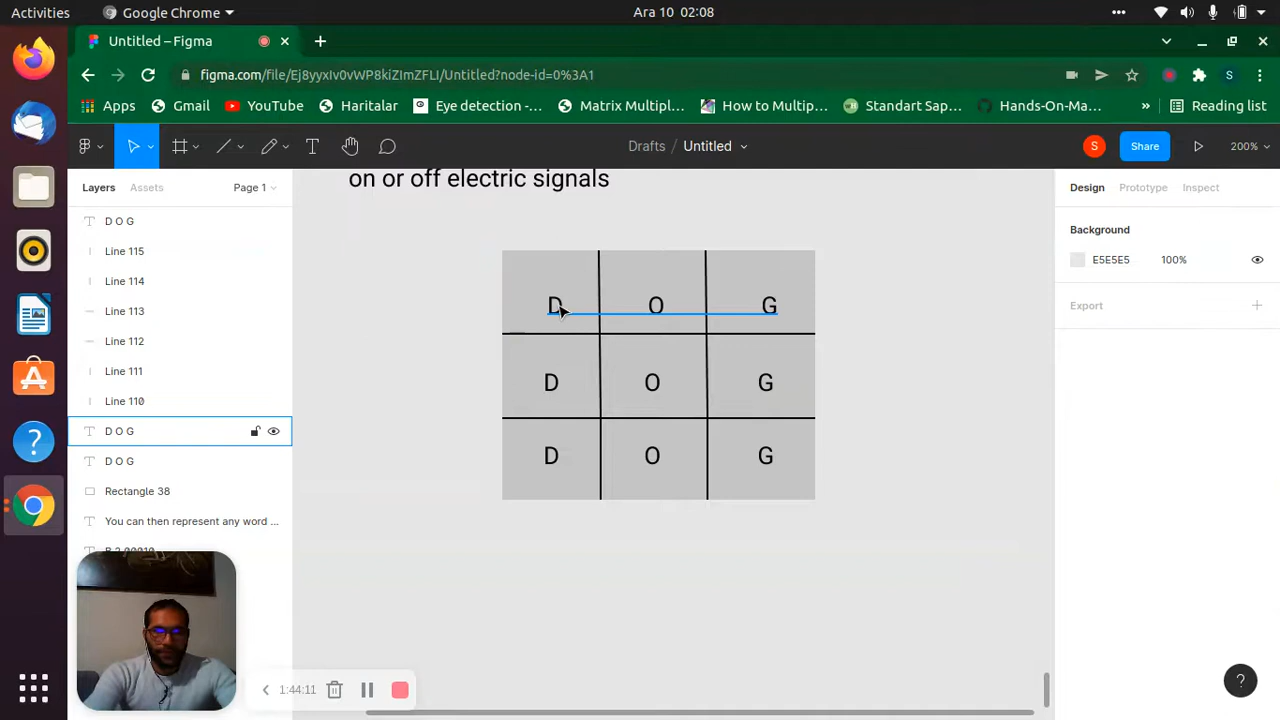 Activities
Google Chrome
Ara 10 02:08
Untitled – Figma
figma.com/file/Ej8yyxIv0vWP8kiZImZFLI/Untitled?node-id=0%3A1
Apps
Gmail
YouTube
Haritalar
Eye detection -...
Matrix Multipl...
How to Multip...
Standart Sap...
Hands-On-Ma...
Reading list
Drafts / Untitled
S
Share
200%
Layers
Assets
Page 1
on or off electric signals
Design
Prototype
Inspect
D O G
Line 115
Line 114
Line 113
Line 112
Line 111
Line 110
D O G
D O G
Rectangle 38
You can then represent any word ...
Background
E5E5E5
100%
Export
D O G
D O G
D O G
1:44:11
?